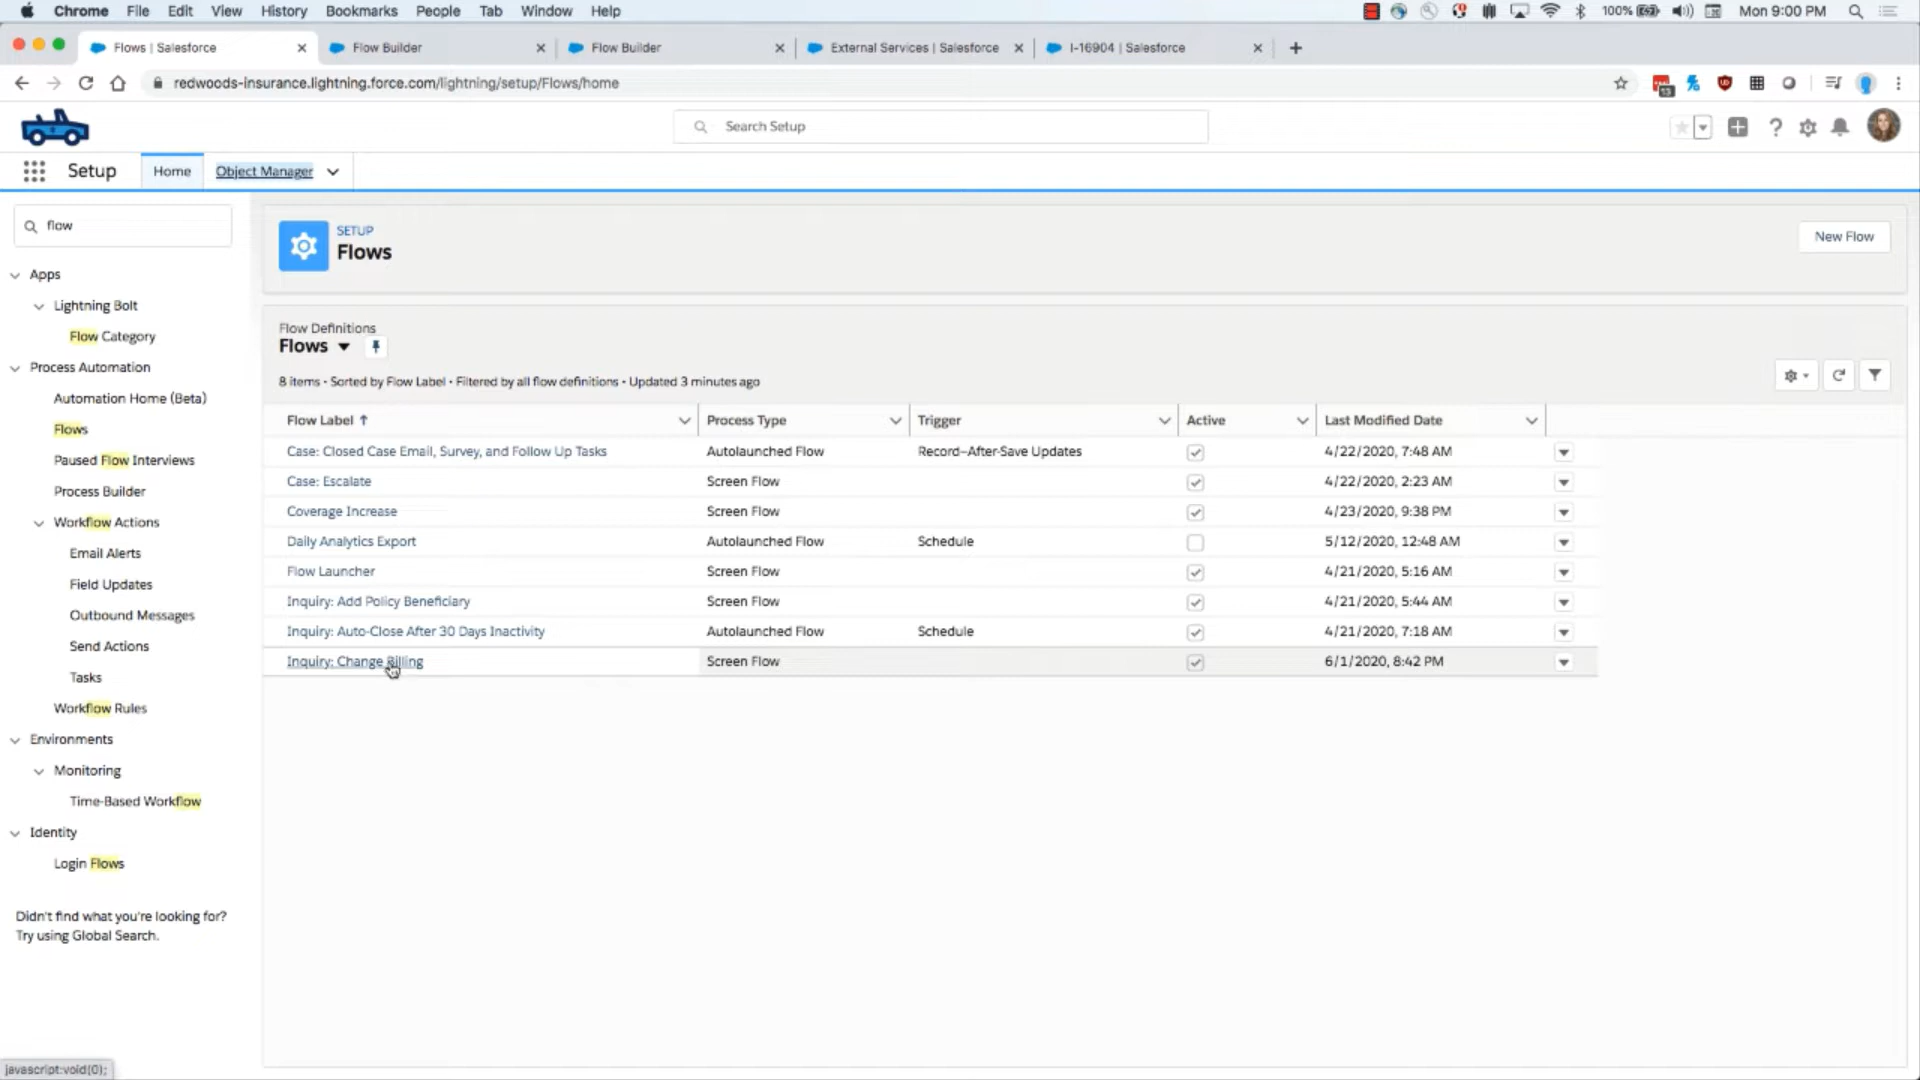 Chrome File Edit View History Bookmarks People Tab Window Help 100% Mon 9:00 PM
Flows | Salesforce Flow Builder Flow Builder External Services | Salesforce I-16904 | Salesforce
redwoods-insurance.lightning.force.com/lightning/setup/Flows/home
13
Search Setup
Setup Home Object Manager
flow
SETUP
Flows
New Flow
Apps
Lightning Bolt
Flow Category
Process Automation
Automation Home (Beta)
Flows
Paused Flow Interviews
Process Builder
Workflow Actions
Email Alerts
Field Updates
Outbound Messages
Send Actions
Tasks
Workflow Rules
Environments
Monitoring
Time-Based Workflow
Identity
Login Flows
Didn't find what you're looking for?
Try using Global Search.
Flow Definitions
Flows
8 items • Sorted by Flow Label • Filtered by all flow definitions • Updated 3 minutes ago
Flow Label ↑ Process Type Trigger Active Last Modified Date
Case: Closed Case Email, Survey, and Follow Up Tasks Autolaunched Flow Record—After-Save Updates 4/22/2020, 7:48 AM
Case: Escalate Screen Flow 4/22/2020, 2:23 AM
Coverage Increase Screen Flow 4/23/2020, 9:38 PM
Daily Analytics Export Autolaunched Flow Schedule 5/12/2020, 12:48 AM
Flow Launcher Screen Flow 4/21/2020, 5:16 AM
Inquiry: Add Policy Beneficiary Screen Flow 4/21/2020, 5:44 AM
Inquiry: Auto-Close After 30 Days Inactivity Autolaunched Flow Schedule 4/21/2020, 7:18 AM
Inquiry: Change Billing Screen Flow 6/1/2020, 8:42 PM
javascript:void(0);